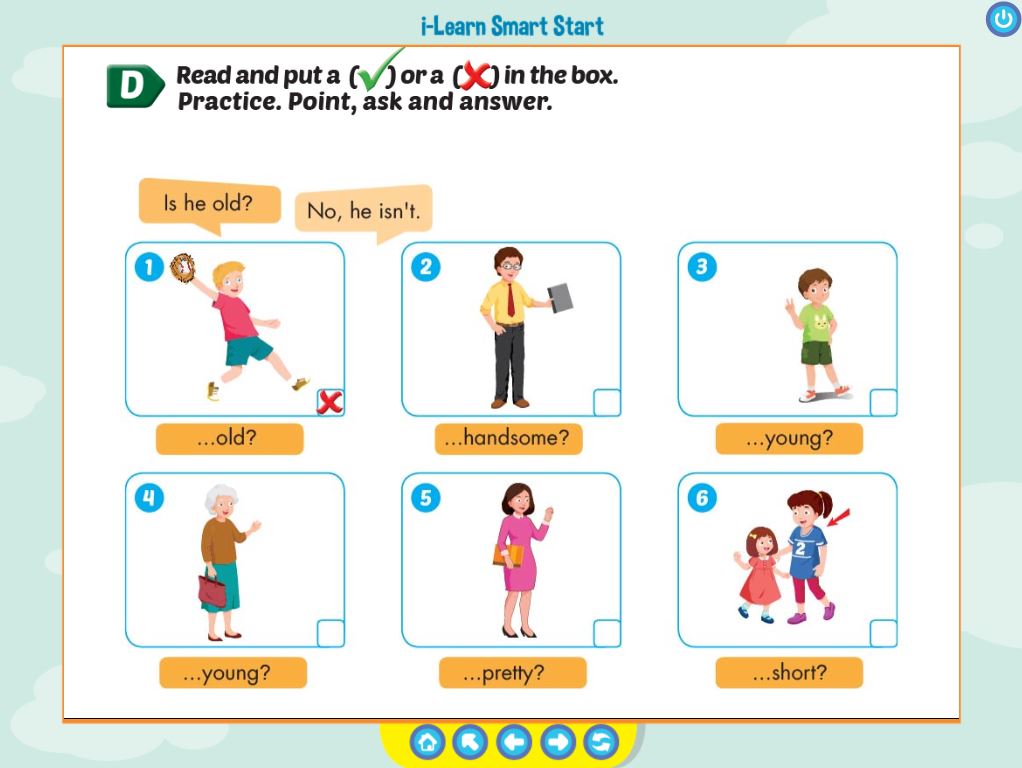 i-Learn Smart Start
D Read and put a (✓) or a (✗) in the box.
Practice. Point, ask and answer.
Is he old?
No, he isn't.
1
2
3
...old?
...handsome?
...young?
4
5
6
2
...young?
...pretty?
...short?